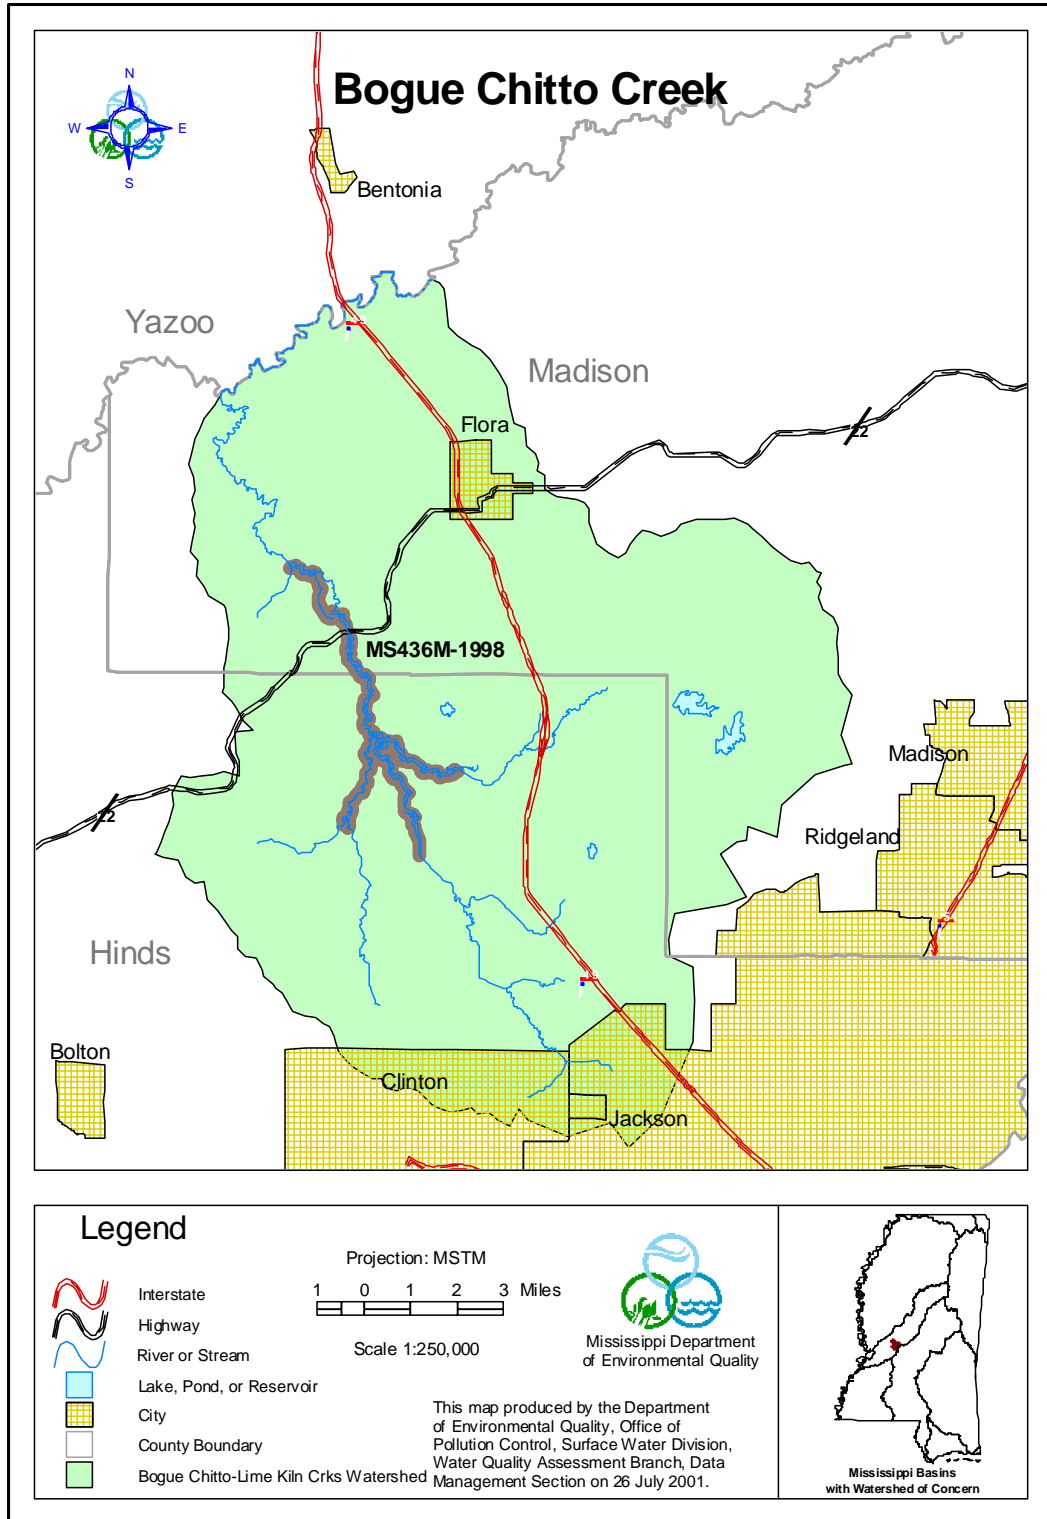 Bogue Chitto Creek
N
W
E
S
Bentonia
Yazoo
Madison
Flora
22
MS436M-1998
Madison
22
Ridgeland
Hinds
Bolton
Clinton
Jackson
Legend
Interstate
Highway
River or Stream
Lake, Pond, or Reservoir
City
County Boundary
Bogue Chitto-Lime Kiln Crks Watershed
Projection: MSTM
1 0 1 2 3 Miles
Scale 1:250,000
Mississippi Department
of Environmental Quality
This map produced by the Department
of Environmental Quality, Office of
Pollution Control, Surface Water Division,
Water Quality Assessment Branch, Data
Management Section on 26 July 2001.
Mississippi Basins
with Watershed of Concern